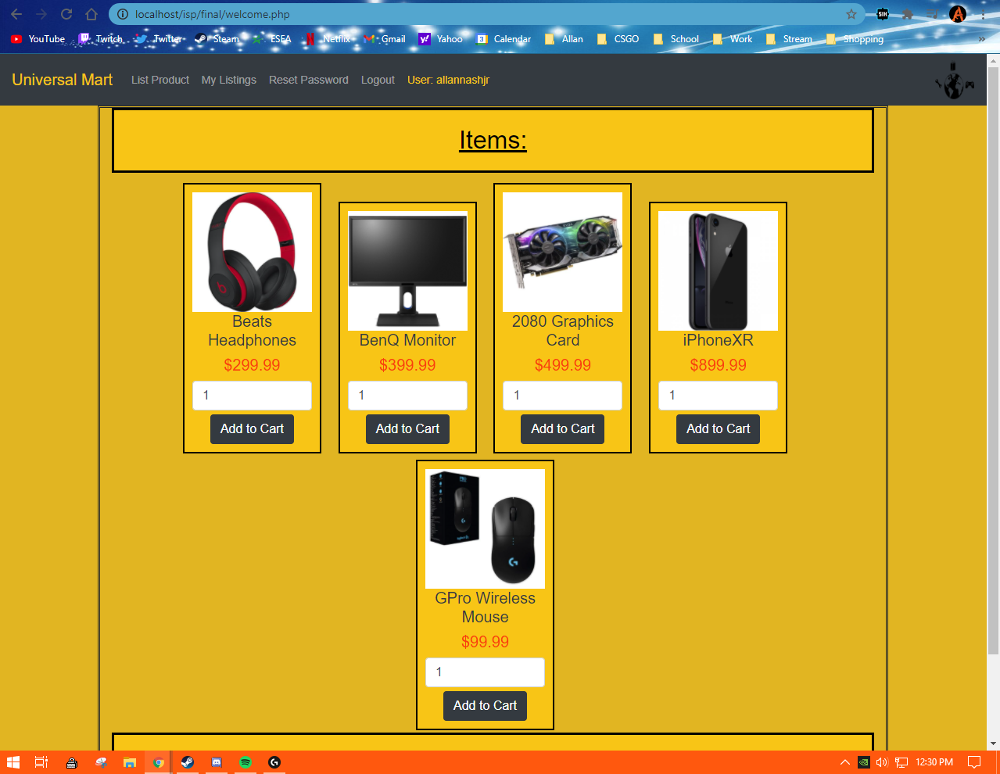 localhost/isp/final/welcome.php
YouTube Twitch Twitter Steam ESEA Netflix Gmail Yahoo Calendar Allan CSGO School Work Stream Shopping »
Universal Mart List Product My Listings Reset Password Logout User: allannashjr
Items:
Beats
Headphones
$299.99
1
Add to Cart
BenQ Monitor
$399.99
1
Add to Cart
2080 Graphics
Card
$499.99
1
Add to Cart
iPhoneXR
$899.99
1
Add to Cart
GPro Wireless
Mouse
$99.99
1
Add to Cart
12:30 PM